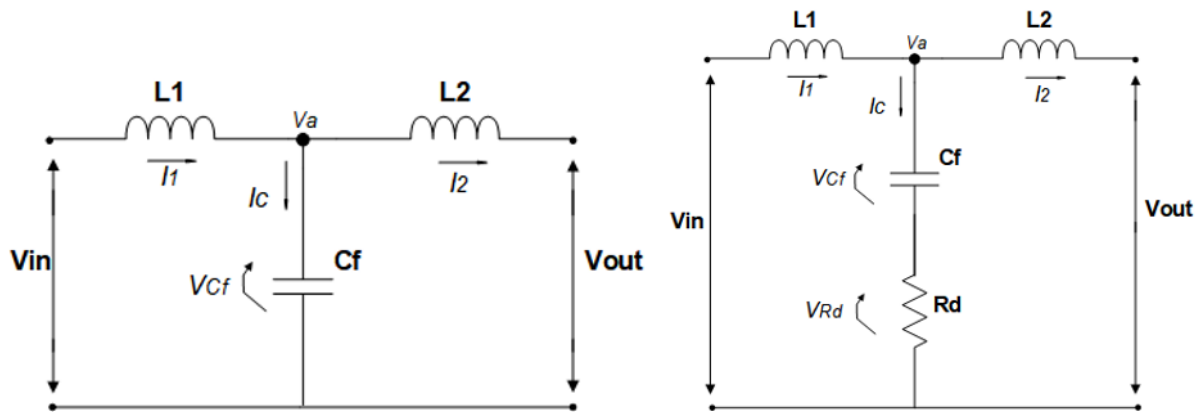 L1
L2
Va
I1
I2
Ic
Vin
Vout
Cf
VCf
L1
L2
Va
I1
I2
Ic
Cf
VCf
Vin
Vout
VRd
Rd